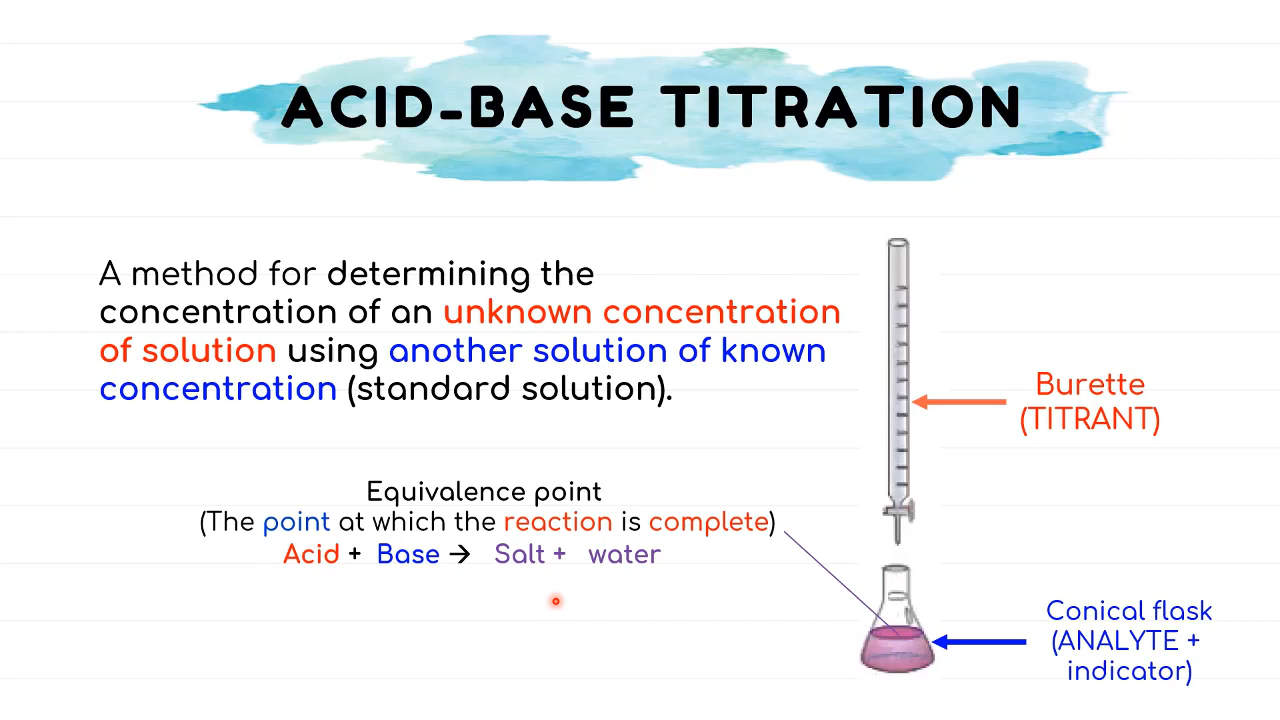 ACID-BASE TITRATION
A method for determining the
concentration of an unknown concentration
of solution using another solution of known
concentration (standard solution).
Burette
(TITRANT)
Equivalence point
(The point at which the reaction is complete)
Acid + Base → Salt + water
Conical flask
(ANALYTE +
indicator)